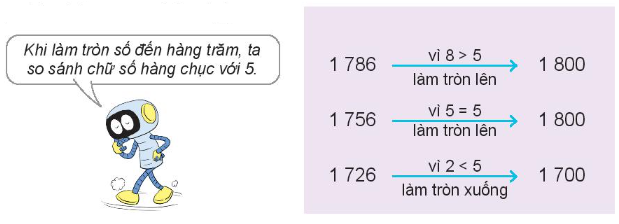 Khi làm tròn số đến hàng trăm, ta
so sánh chữ số hàng chục với 5.
1 786 vì 8 > 5 làm tròn lên 1 800
1 756 vì 5 = 5 làm tròn lên 1 800
1 726 vì 2 < 5 làm tròn xuống 1 700